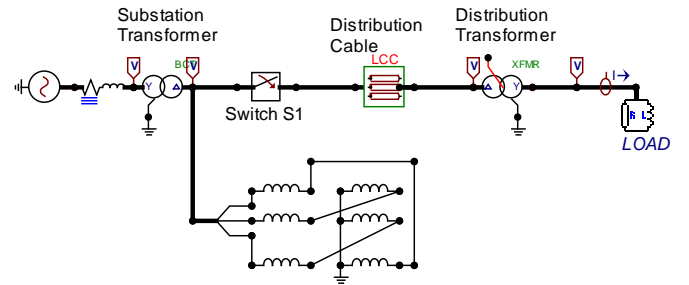 Substation
Transformer
Distribution
Cable
Distribution
Transformer
V
BCT
V
LCC
V
XFMR
V
I
Y
Y
Switch S1
R L
LOAD